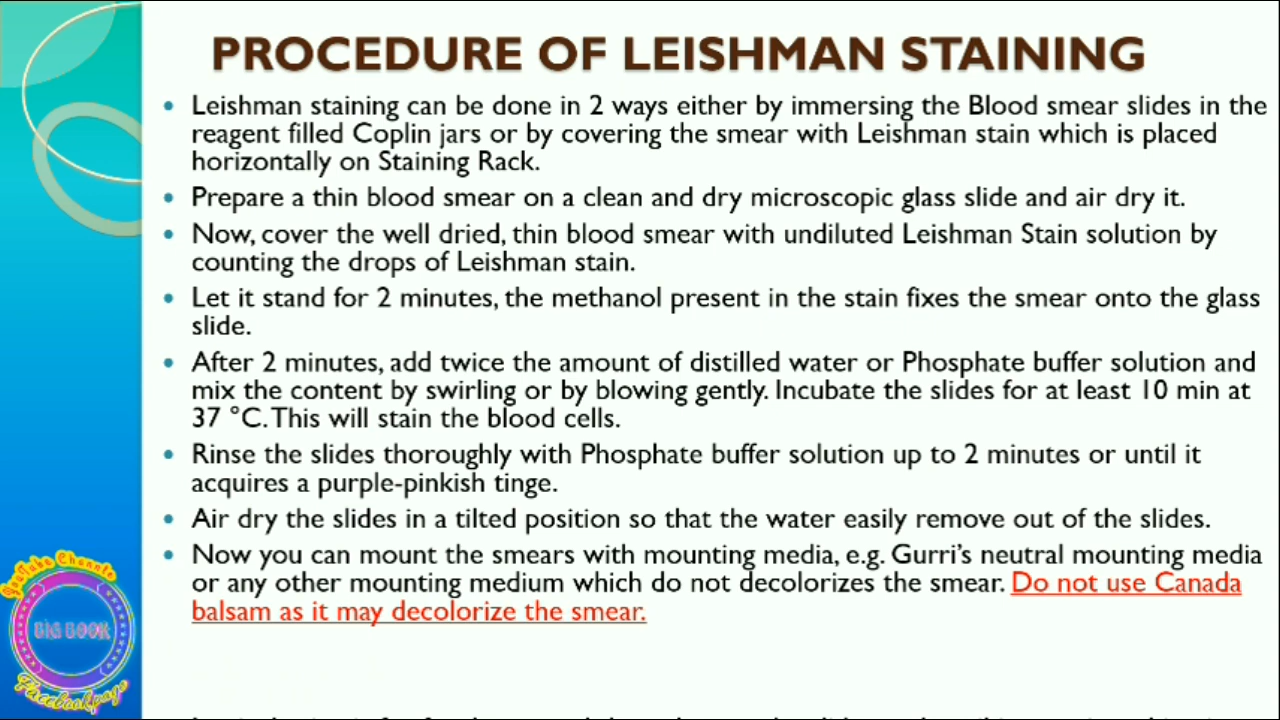 PROCEDURE OF LEISHMAN STAINING
• Leishman staining can be done in 2 ways either by immersing the Blood smear slides in the
reagent filled Coplin jars or by covering the smear with Leishman stain which is placed
horizontally on Staining Rack.
• Prepare a thin blood smear on a clean and dry microscopic glass slide and air dry it.
• Now, cover the well dried, thin blood smear with undiluted Leishman Stain solution by
counting the drops of Leishman stain.
• Let it stand for 2 minutes, the methanol present in the stain fixes the smear onto the glass
slide.
• After 2 minutes, add twice the amount of distilled water or Phosphate buffer solution and
mix the content by swirling or by blowing gently. Incubate the slides for at least 10 min at
37 °C. This will stain the blood cells.
• Rinse the slides thoroughly with Phosphate buffer solution up to 2 minutes or until it
acquires a purple-pinkish tinge.
• Air dry the slides in a tilted position so that the water easily remove out of the slides.
• Now you can mount the smears with mounting media, e.g. Gurri's neutral mounting media
or any other mounting medium which do not decolorizes the smear. Do not use Canada
balsam as it may decolorize the smear.
YouTube Channle
BIG BOOK
Facebook page